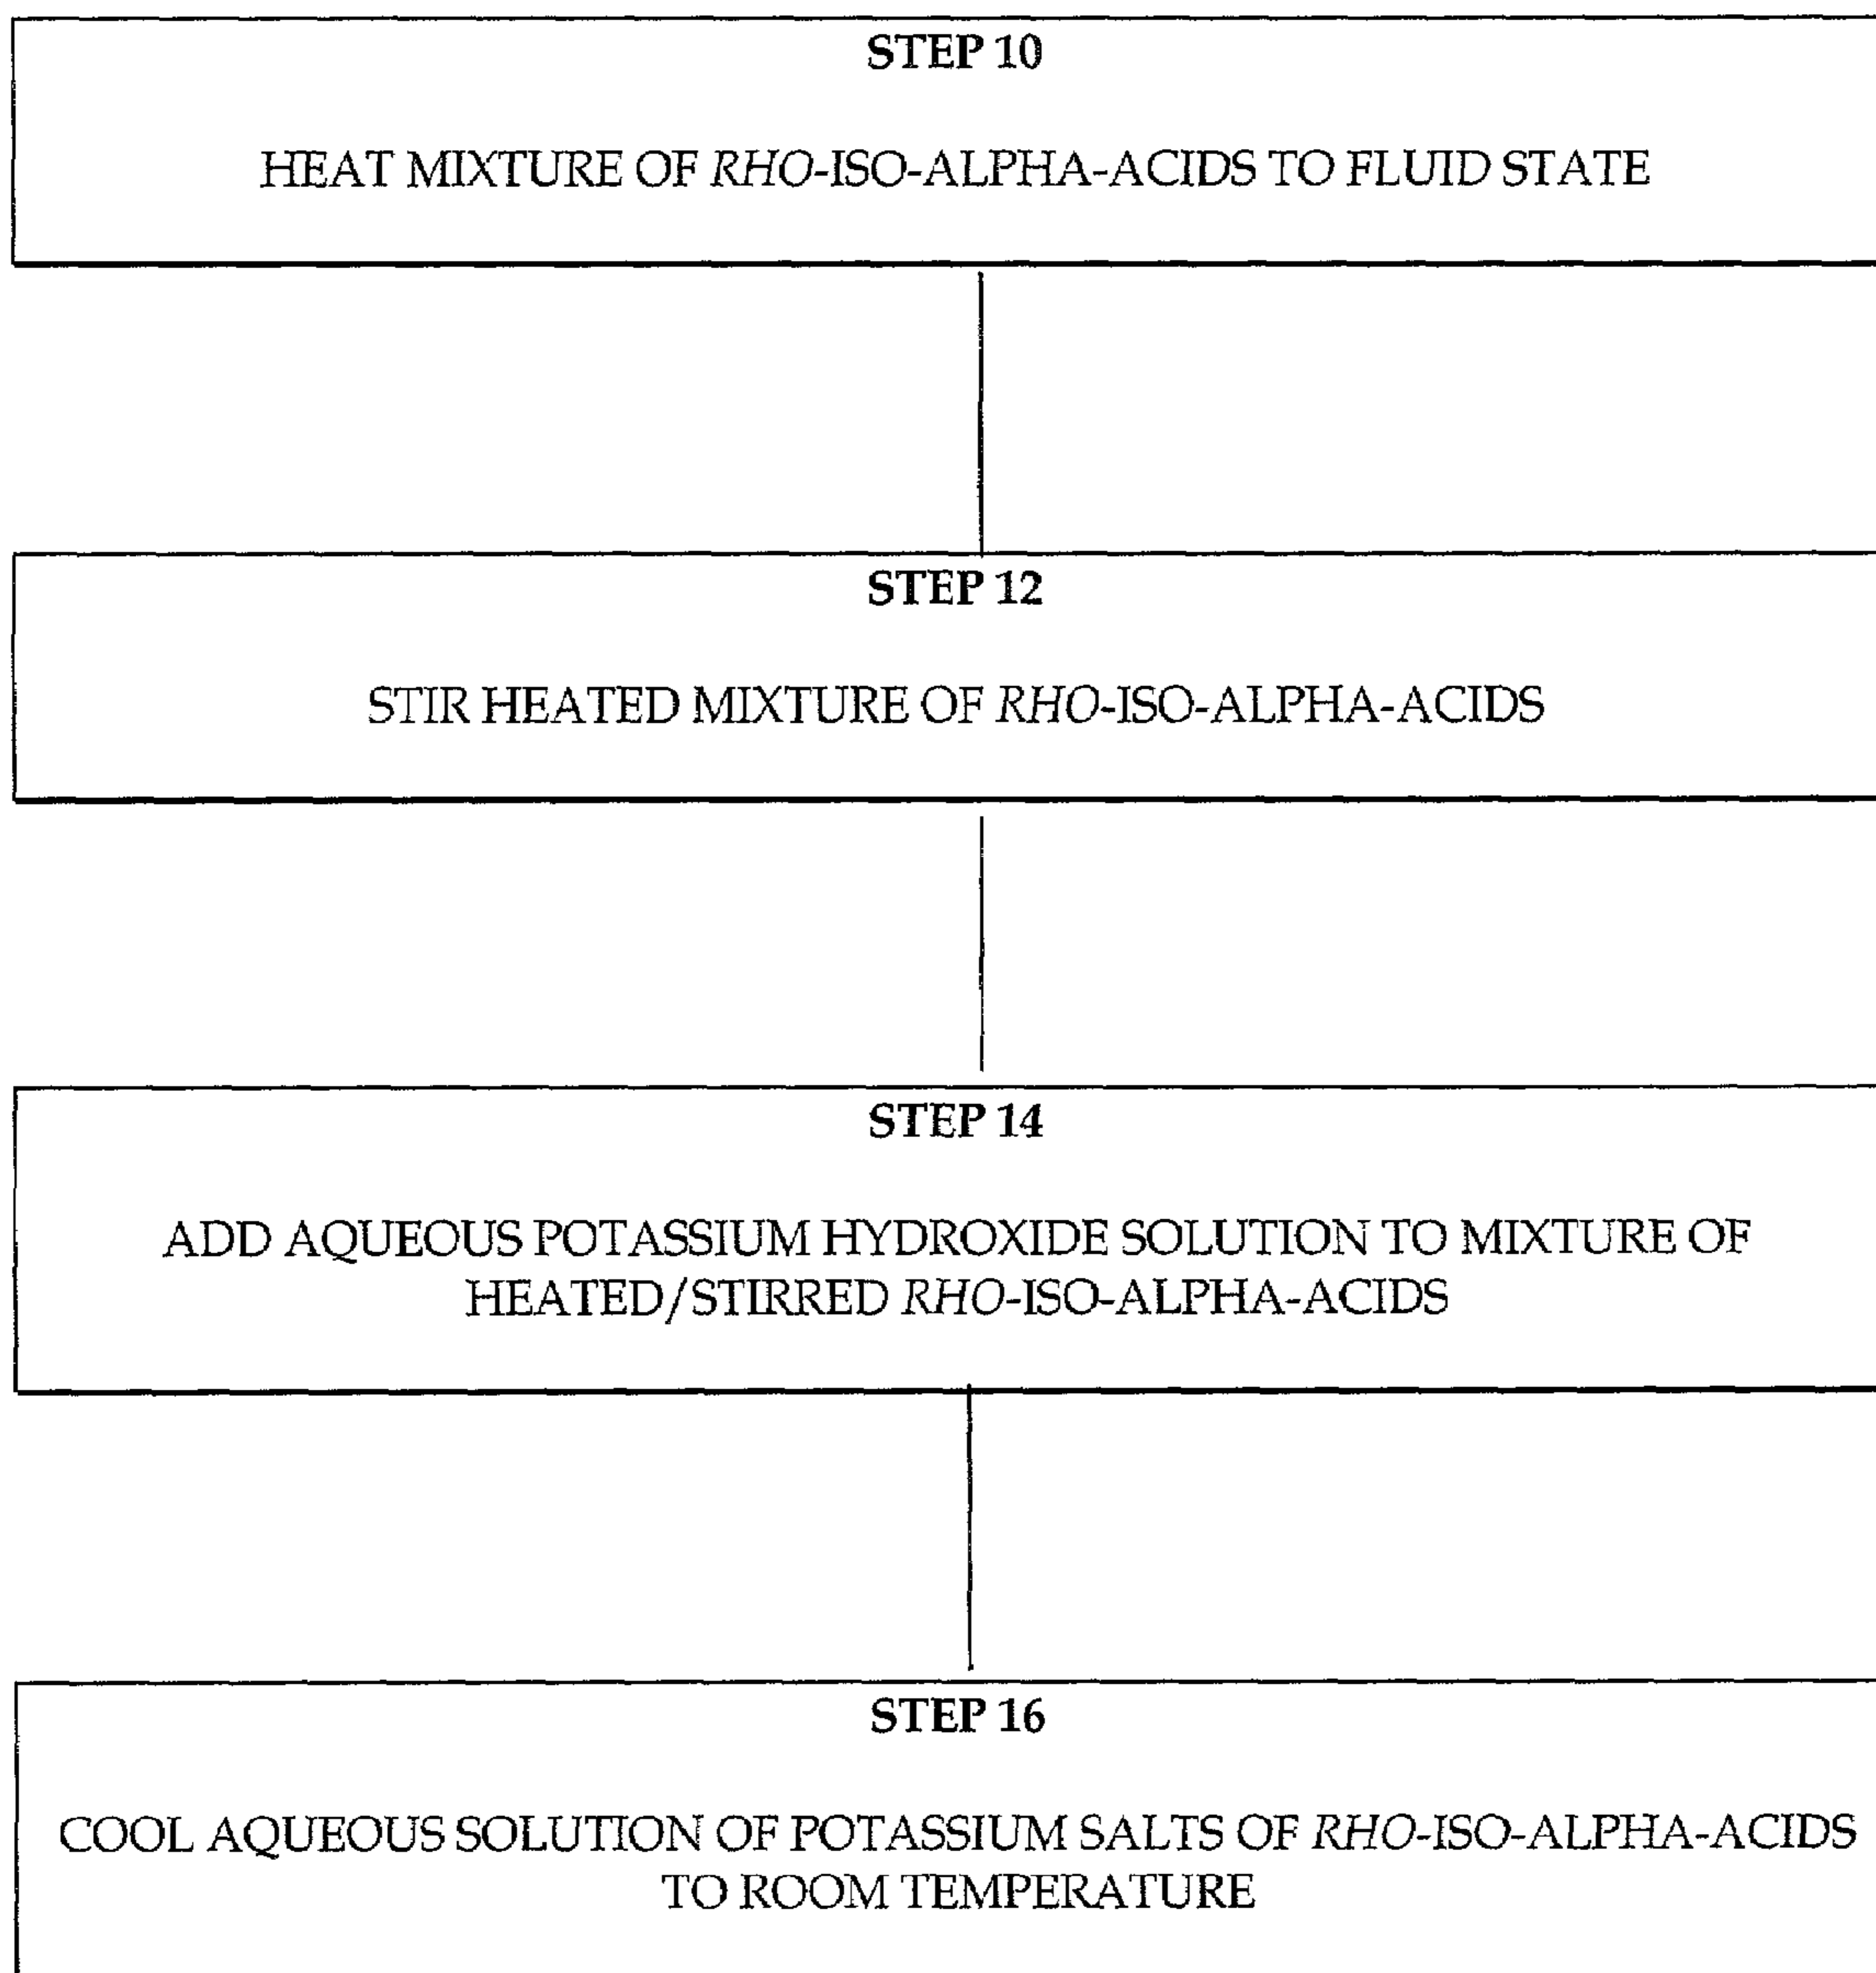 STEP 10
HEAT MIXTURE OF RHO-ISO-ALPHA-ACIDS TO FLUID STATE
STEP 12
STIR HEATED MIXTURE OF RHO-ISO-ALPHA-ACIDS
STEP 14
ADD AQUEOUS POTASSIUM HYDROXIDE SOLUTION TO MIXTURE OF
HEATED/STIRRED RHO-ISO-ALPHA-ACIDS
STEP 16
COOL AQUEOUS SOLUTION OF POTASSIUM SALTS OF RHO-ISO-ALPHA-ACIDS
TO ROOM TEMPERATURE